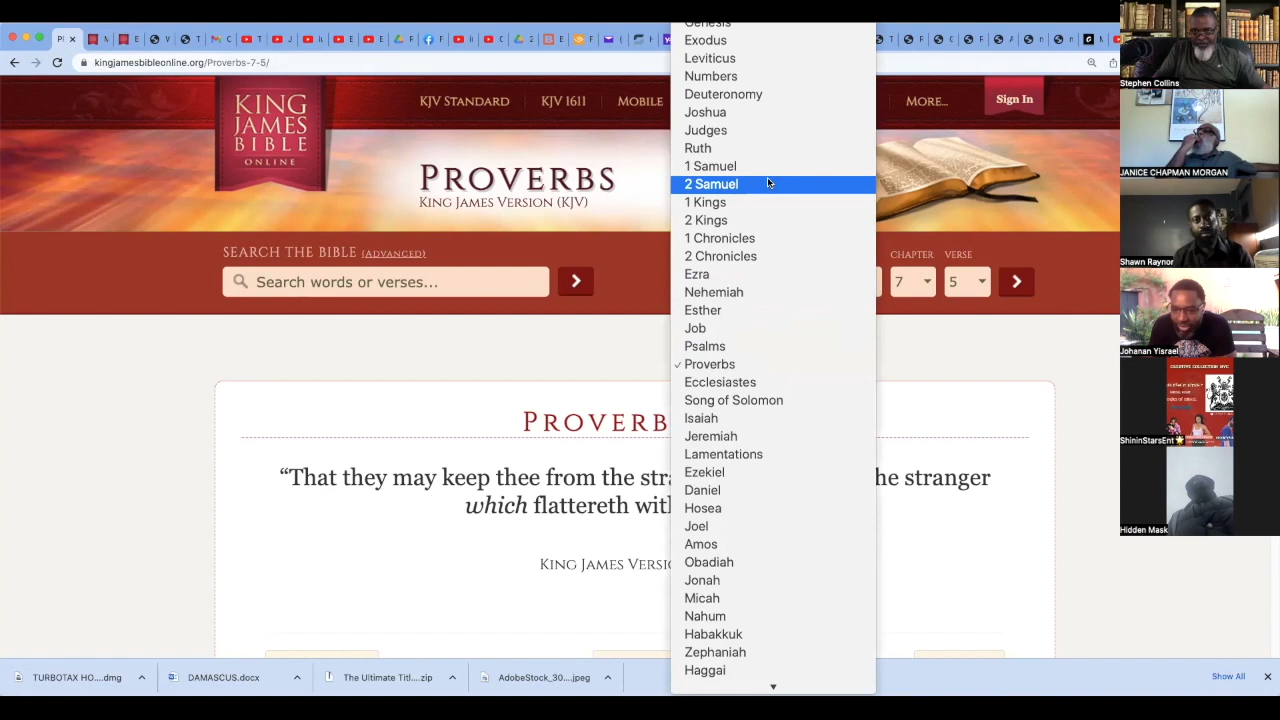 kingjamesbibleonline.org/Proverbs-7-5/
KING
JAMES
BIBLE
ONLINE
KJV STANDARD
KJV 1611
MOBILE
MORE...
Sign In
PROVERBS
KING JAMES VERSION (KJV)
SEARCH THE BIBLE (ADVANCED)
Search words or verses...
CHAPTER VERSE
7
5
Genesis
Exodus
Leviticus
Numbers
Deuteronomy
Joshua
Judges
Ruth
1 Samuel
2 Samuel
1 Kings
2 Kings
1 Chronicles
2 Chronicles
Ezra
Nehemiah
Esther
Job
Psalms
Proverbs
Ecclesiastes
Song of Solomon
Isaiah
Jeremiah
Lamentations
Ezekiel
Daniel
Hosea
Joel
Amos
Obadiah
Jonah
Micah
Nahum
Habakkuk
Zephaniah
Haggai
PROVERBS
“That they may keep thee from the stra he stranger
which flattereth with
KING JAMES VERSIO
TURBOTAX HO....dmg
DAMASCUS.docx
The Ultimate Titl....zip
AdobeStock_30....jpeg
Show All
Stephen Collins
JANICE CHAPMAN MORGAN
Shawn Raynor
Johanan Yisrael
CREATIVE COLLECTION NYC
ShininStarsEnt
Hidden Mask